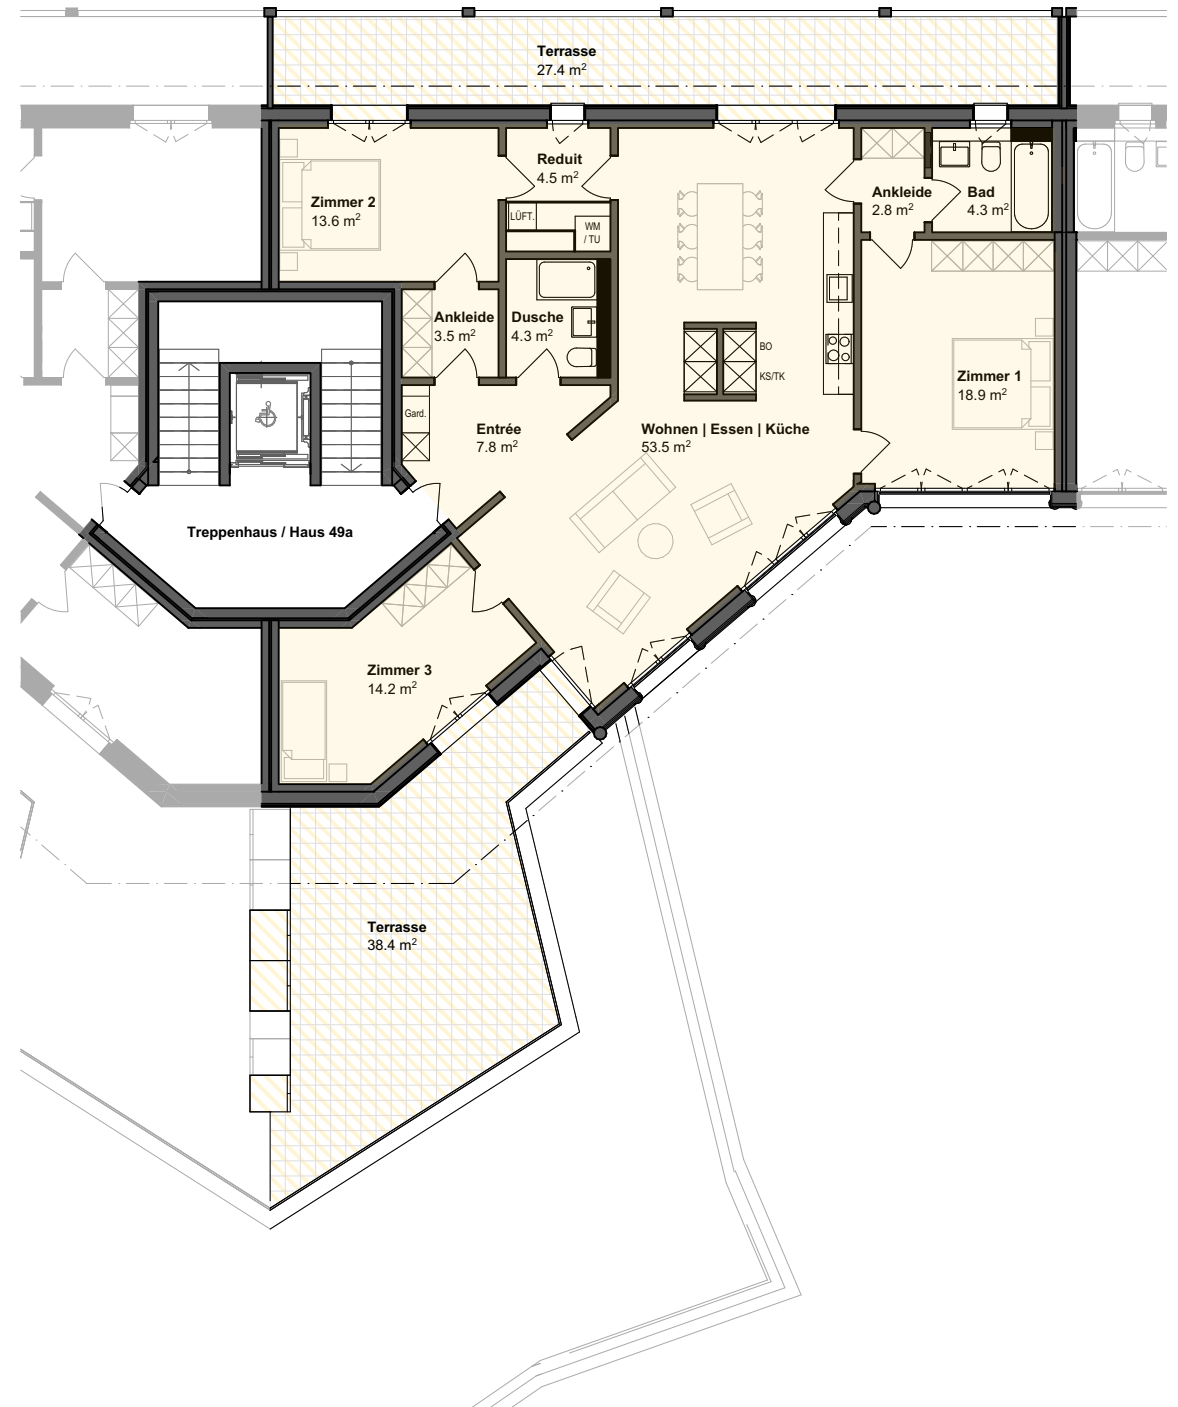 Terrasse
27.4 m²
Reduit
4.5 m²
Zimmer 2
13.6 m²
Ankleide
2.8 m²
Bad
4.3 m²
LÜFT.
WM
/ TU
Ankleide
3.5 m²
Dusche
4.3 m²
BO
KS/TK
Zimmer 1
18.9 m²
Gard.
Entrée
7.8 m²
Wohnen | Essen | Küche
53.5 m²
Treppenhaus / Haus 49a
Zimmer 3
14.2 m²
Terrasse
38.4 m²